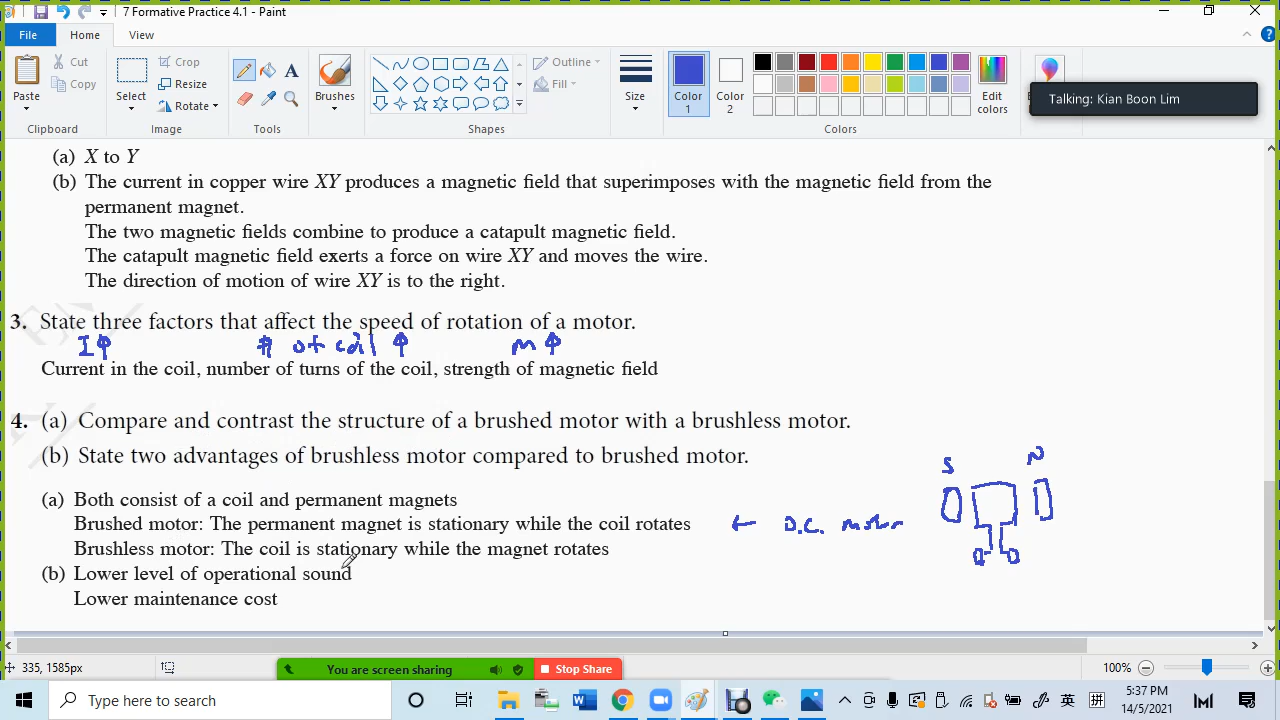 7 Formative Practice 4.1 - Paint
File Home View
Paste Cut Copy Clipboard
Select Crop Resize Rotate Image
Tools
Brushes
Outline Fill Shapes
Size
Color 1 Color 2 Edit colors Colors
Talking: Kian Boon Lim
(a) X to Y
(b) The current in copper wire XY produces a magnetic field that superimposes with the magnetic field from the
permanent magnet.
The two magnetic fields combine to produce a catapult magnetic field.
The catapult magnetic field exerts a force on wire XY and moves the wire.
The direction of motion of wire XY is to the right.
3. State three factors that affect the speed of rotation of a motor.
I↑ # of coil ↑ m ↑
Current in the coil, number of turns of the coil, strength of magnetic field
4. (a) Compare and contrast the structure of a brushed motor with a brushless motor.
(b) State two advantages of brushless motor compared to brushed motor.
S N
(a) Both consist of a coil and permanent magnets
Brushed motor: The permanent magnet is stationary while the coil rotates ← D.C. motor
Brushless motor: The coil is stationary while the magnet rotates
(b) Lower level of operational sound
Lower maintenance cost
335, 1585px
You are screen sharing Stop Share
100%
Type here to search
英 拼
5:37 PM
14/5/2021